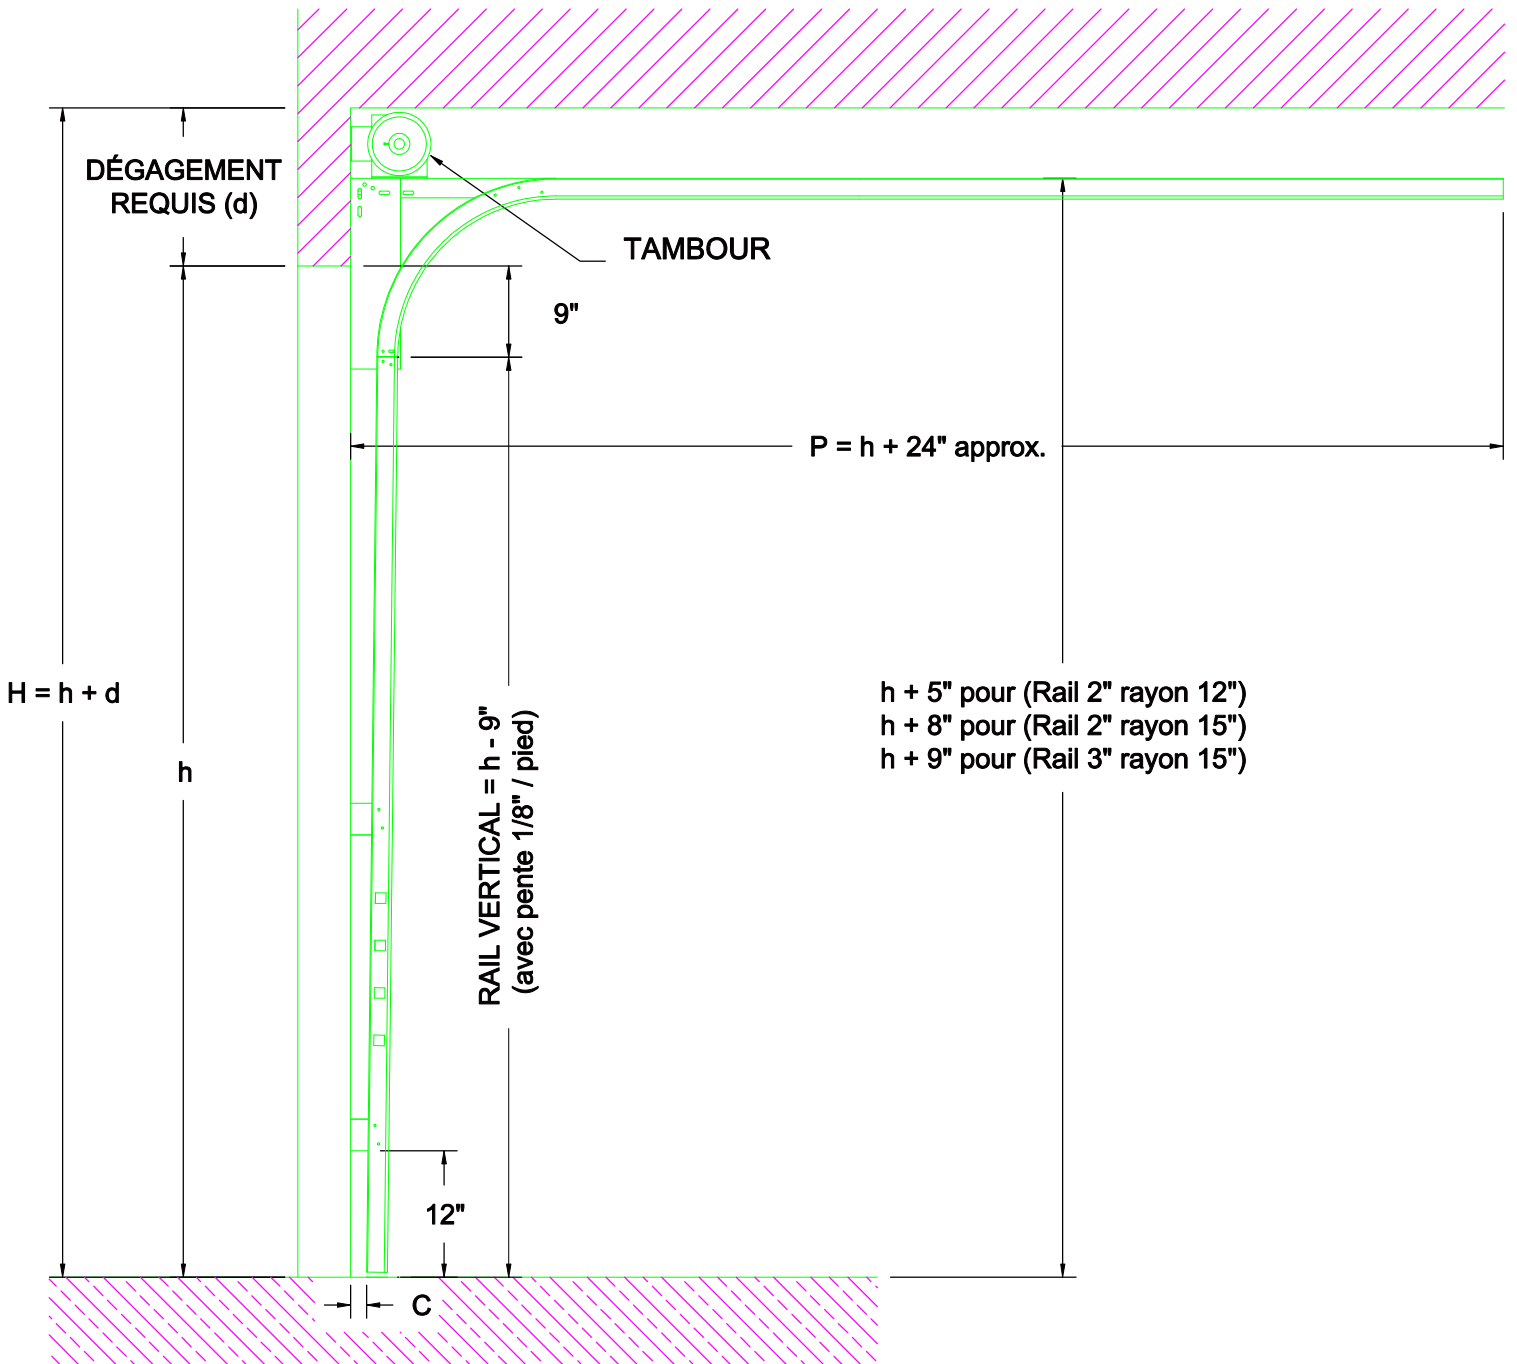 DÉGAGEMENT
REQUIS (d)
TAMBOUR
9"
P = h + 24" approx.
H = h + d
h + 5" pour (Rail 2" rayon 12")
h + 8" pour (Rail 2" rayon 15")
h + 9" pour (Rail 3" rayon 15")
h
RAIL VERTICAL = h - 9"
(avec pente 1/8" / pied)
12"
C